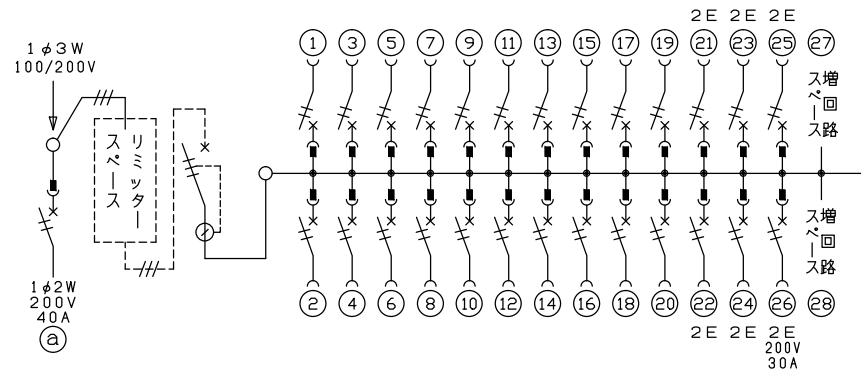 2E 2E 2E
1 3 5 7 9 11 13 15 17 19 21 23 25 27
1φ3W
100/200V
リミッター
スペース
増回路
スペース
増回路
スペース
2 4 6 8 10 12 14 16 18 20 22 24 26 28
2E 2E 2E
200V
30A
1φ2W
200V
40A
a